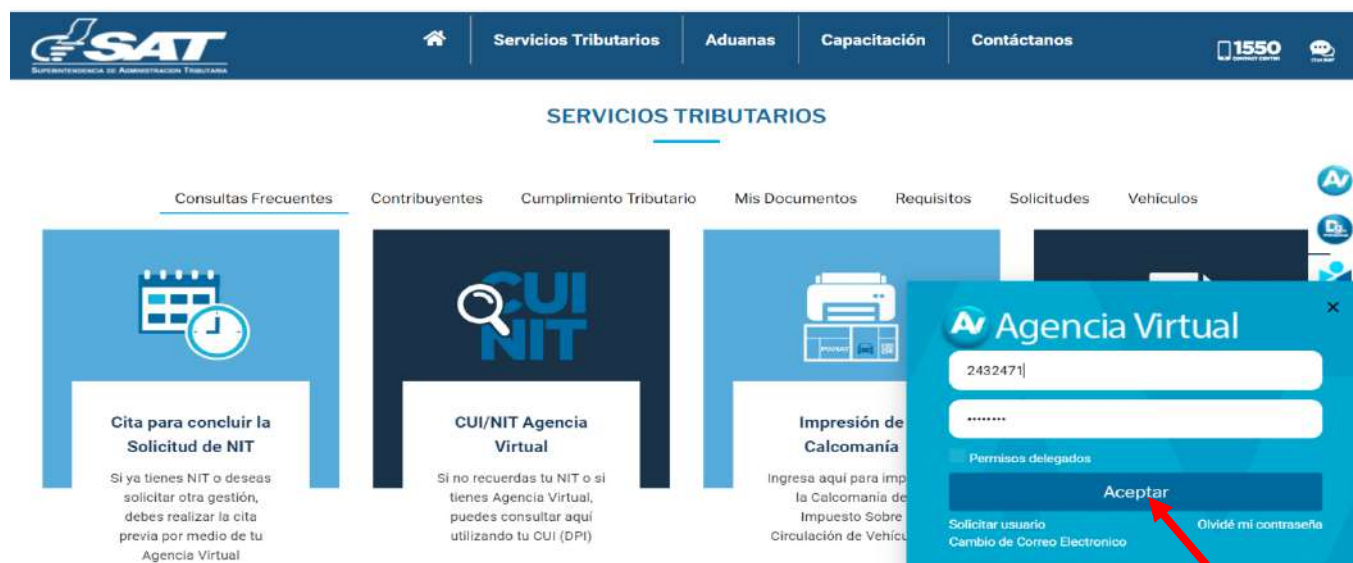 SAT
SUPERINTENDENCIA DE ADMINISTRACION TRIBUTARIA
Servicios Tributarios
Aduanas
Capacitación
Contáctanos
1550
CONTACT CENTER
SERVICIOS TRIBUTARIOS
Consultas Frecuentes
Contribuyentes
Cumplimiento Tributario
Mis Documentos
Requisitos
Solicitudes
Vehículos
CUI
NIT
Cita para concluir la
Solicitud de NIT
Si ya tienes NIT o deseas
solicitar otra gestión,
debes realizar la cita
previa por medio de tu
Agencia Virtual
CUI/NIT Agencia
Virtual
Si no recuerdas tu NIT o si
tienes Agencia Virtual,
puedes consultar aquí
utilizando tu CUI (DPI)
Impresión de
Calcomanía
Ingresa aquí para imp
la Calcomanía de
Impuesto Sobre
Circulación de Vehícu
Av Agencia Virtual
2432471
Permisos delegados
Aceptar
Solicitar usuario
Olvidé mi contraseña
Cambio de Correo Electronico